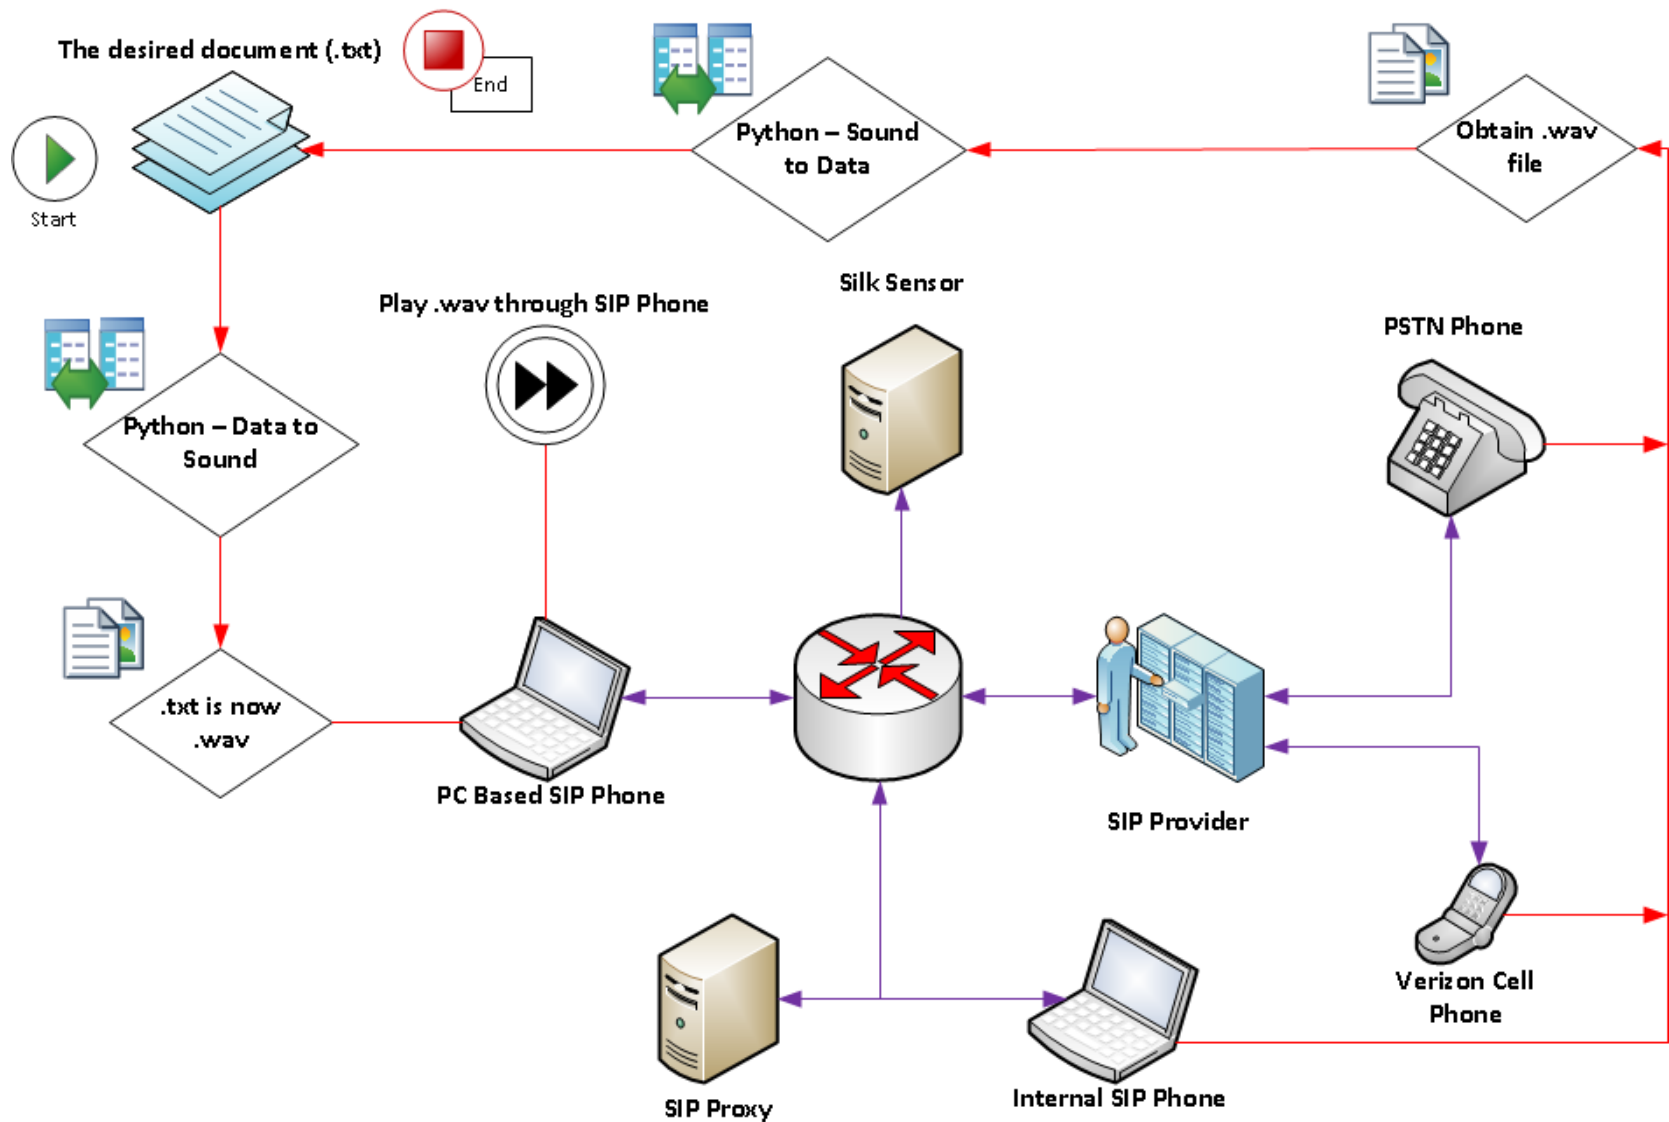 The desired document (.txt)
End
Start
Python – Sound
to Data
Obtain .wav
file
Silk Sensor
Play .wav through SIP Phone
PSTN Phone
Python – Data to
Sound
.txt is now
.wav
PC Based SIP Phone
SIP Provider
Verizon Cell
Phone
SIP Proxy
Internal SIP Phone